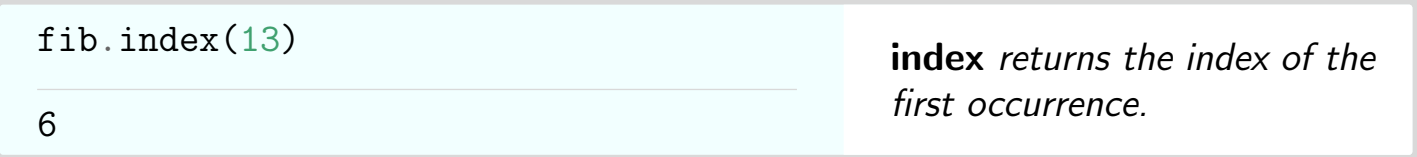 fib.index(13)
6
index returns the index of the
first occurrence.